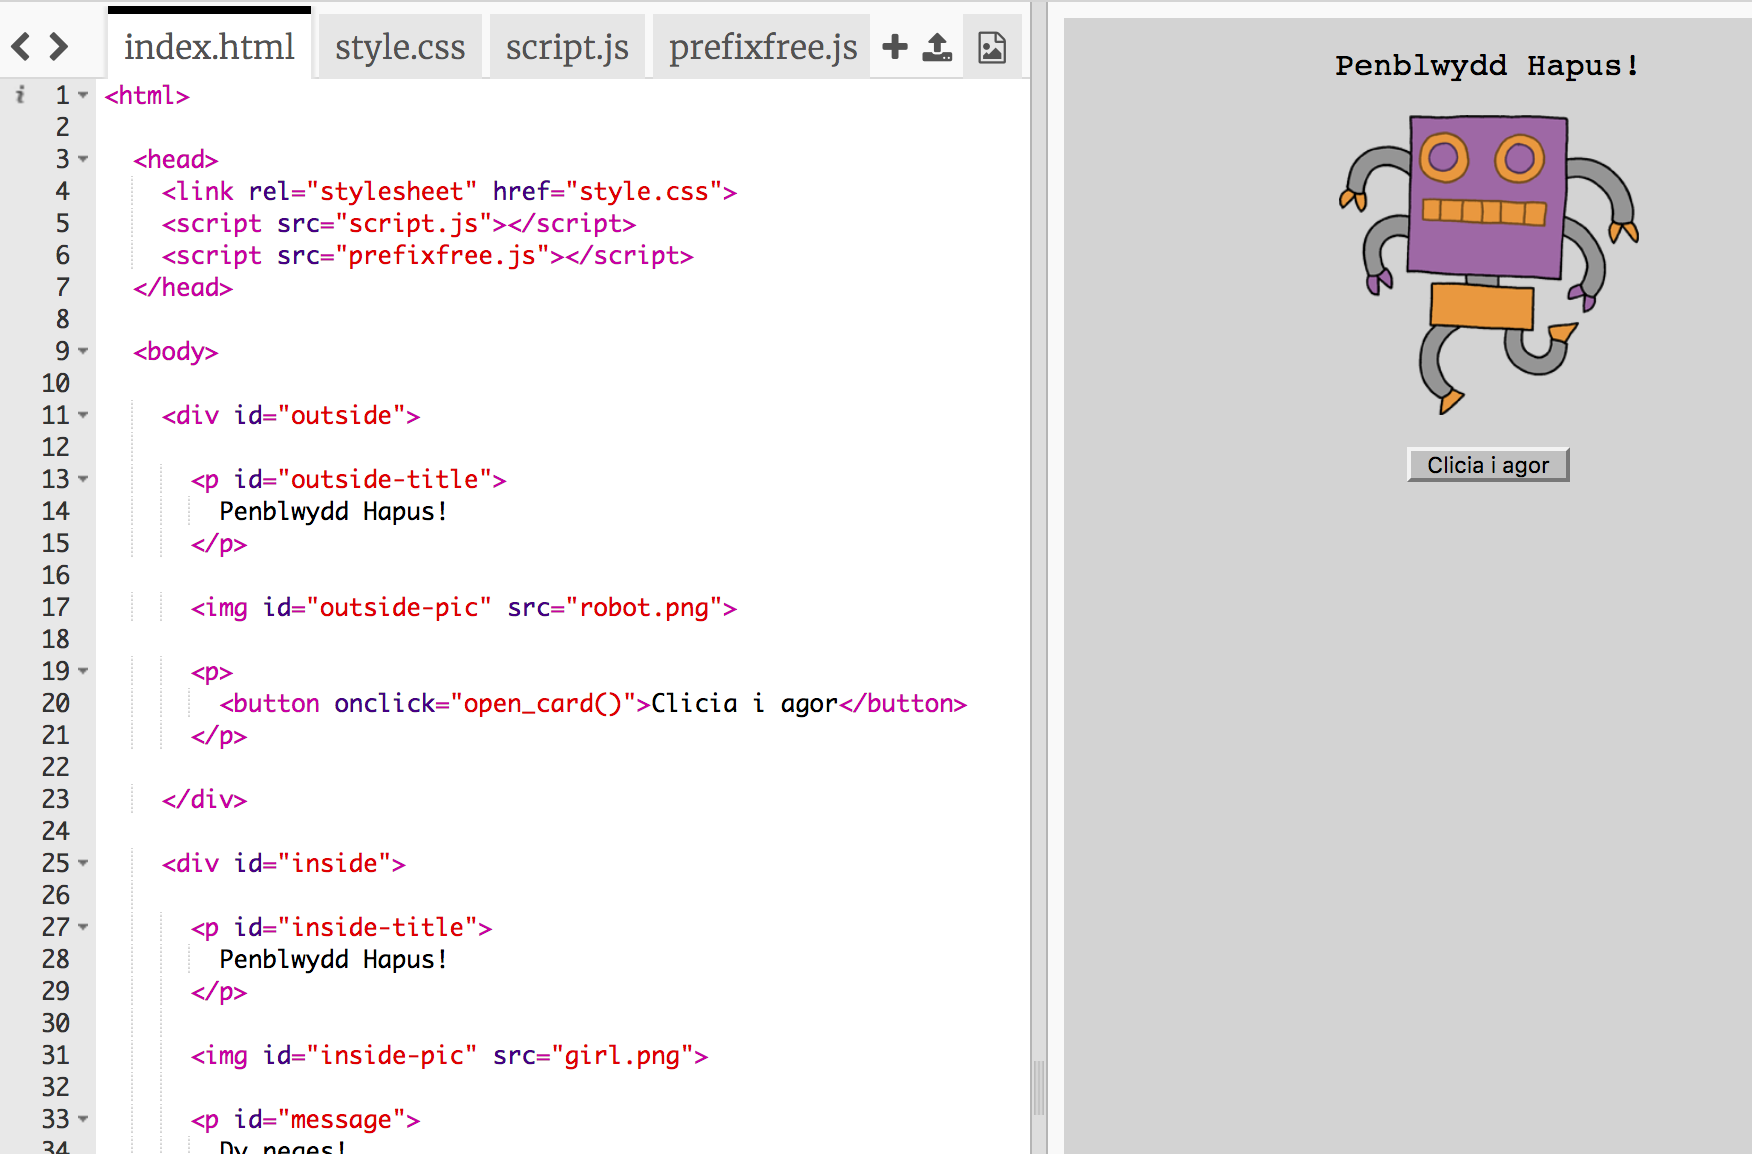 index.html style.css script.js prefixfree.js
1 <html>
2
3 <head>
4 <link rel="stylesheet" href="style.css">
5 <script src="script.js"></script>
6 <script src="prefixfree.js"></script>
7 </head>
8
9 <body>
10
11 <div id="outside">
12
13 <p id="outside-title">
14 Penblwydd Hapus!
15 </p>
16
17 <img id="outside-pic" src="robot.png">
18
19 <p>
20 <button onclick="open_card()">Clicia i agor</button>
21 </p>
22
23 </div>
24
25 <div id="inside">
26
27 <p id="inside-title">
28 Penblwydd Hapus!
29 </p>
30
31 <img id="inside-pic" src="girl.png">
32
33 <p id="message">
34 Dy neges!
Penblwydd Hapus!
Clicia i agor